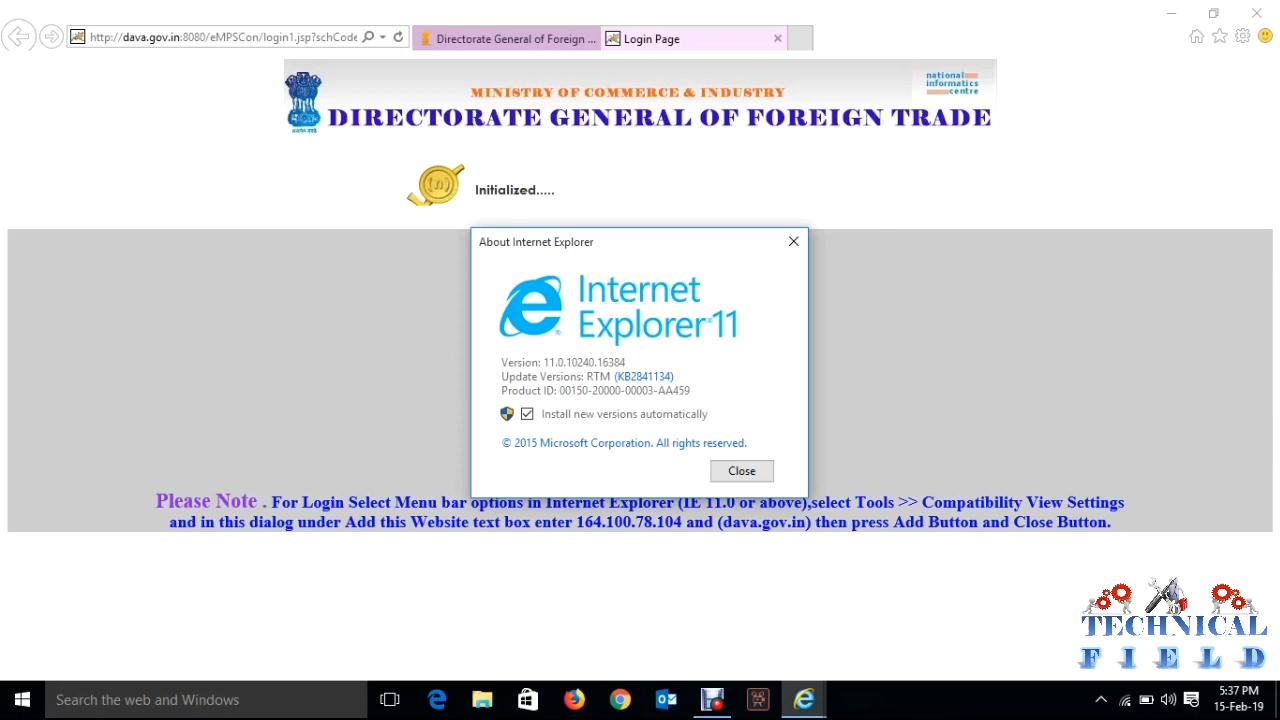 http://dava.gov.in:8080/eMPSCon/login1.jsp?schCode
Directorate General of Foreign ...
Login Page
MINISTRY OF COMMERCE & INDUSTRY
national
informatics
centre
DIRECTORATE GENERAL OF FOREIGN TRADE
Initialized.....
About Internet Explorer
Internet
Explorer 11
Version: 11.0.10240.16384
Update Versions: RTM (KB2841134)
Product ID: 00150-20000-00003-AA459
Install new versions automatically
© 2015 Microsoft Corporation. All rights reserved.
Close
Please Note . For Login Select Menu bar options in Internet Explorer (IE 11.0 or above),select Tools >> Compatibility View Settings
and in this dialog under Add this Website text box enter 164.100.78.104 and (dava.gov.in) then press Add Button and Close Button.
TECHNICAL
FIELD
Search the web and Windows
5:37 PM
15-Feb-19